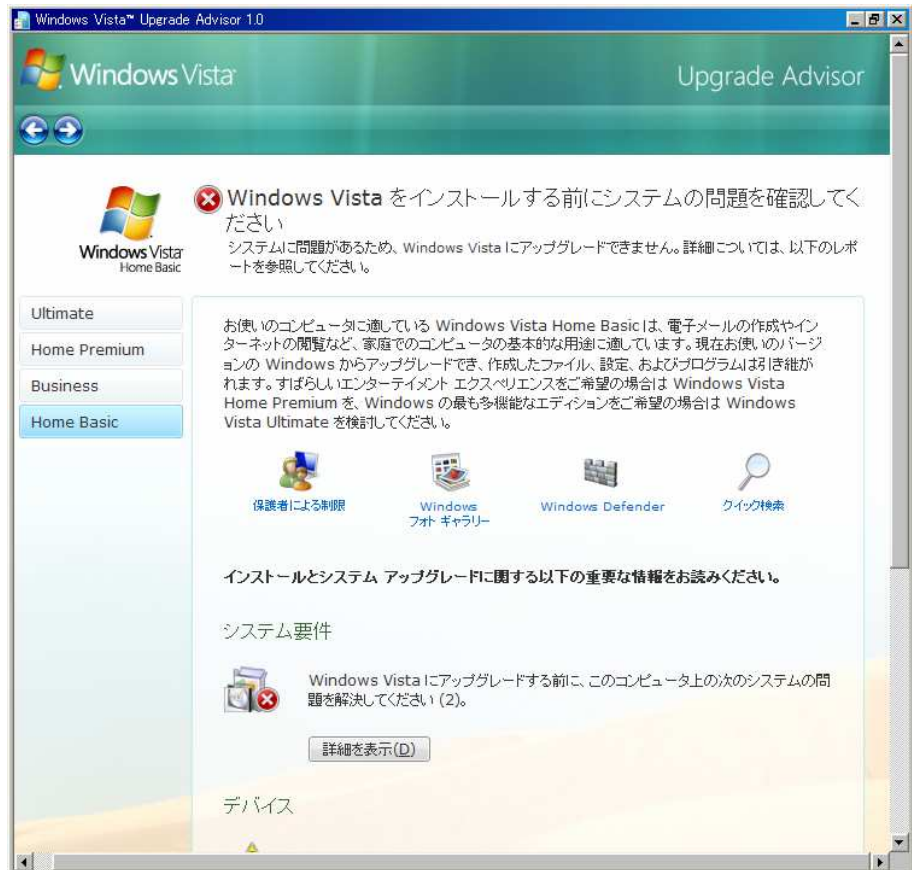 Windows Vista™ Upgrade Advisor 1.0
Windows Vista™
Upgrade Advisor
Windows Vista™
Home Basic
Windows Vista をインストールする前にシステムの問題を確認してく
ださい
システムに問題があるため、Windows Vista にアップグレードできません。詳細については、以下のレポ
ートを参照してください。
Ultimate
Home Premium
Business
Home Basic
お使いのコンピュータに適している Windows Vista Home Basic は、電子メールの作成やイン
ターネットの閲覧など、家庭でのコンピュータの基本的な用途に適しています。現在お使いのバージ
ョンの Windows からアップグレードでき、作成したファイル、設定、およびプログラムは引き継が
れます。すばらしいエンターテイメント エクスペリエンスをご希望の場合は Windows Vista
Home Premium を、Windows の最も多機能なエディションをご希望の場合は Windows
Vista Ultimate を検討してください。
保護者による制限
Windows
フォト ギャラリー
Windows Defender
クイック検索
インストールとシステム アップグレードに関する以下の重要な情報をお読みください。
システム要件
Windows Vista にアップグレードする前に、このコンピュータ上の次のシステムの問
題を解決してください (2)。
詳細を表示(D)
デバイス